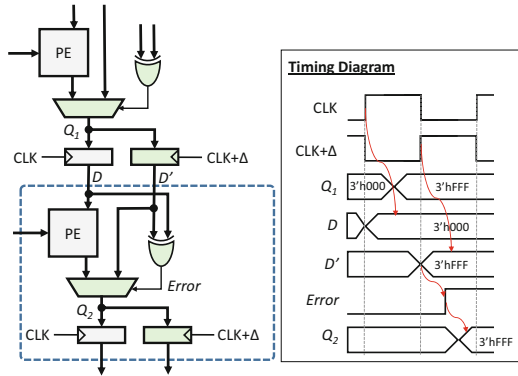 PE
Q1
CLK
CLK+Δ
D
D'
PE
Error
Q2
CLK
CLK+Δ
Timing Diagram
CLK
CLK+Δ
Q1 3'h000 3'hFFF
D 3'h000
D' 3'hFFF
Error
Q2 3'hFFF